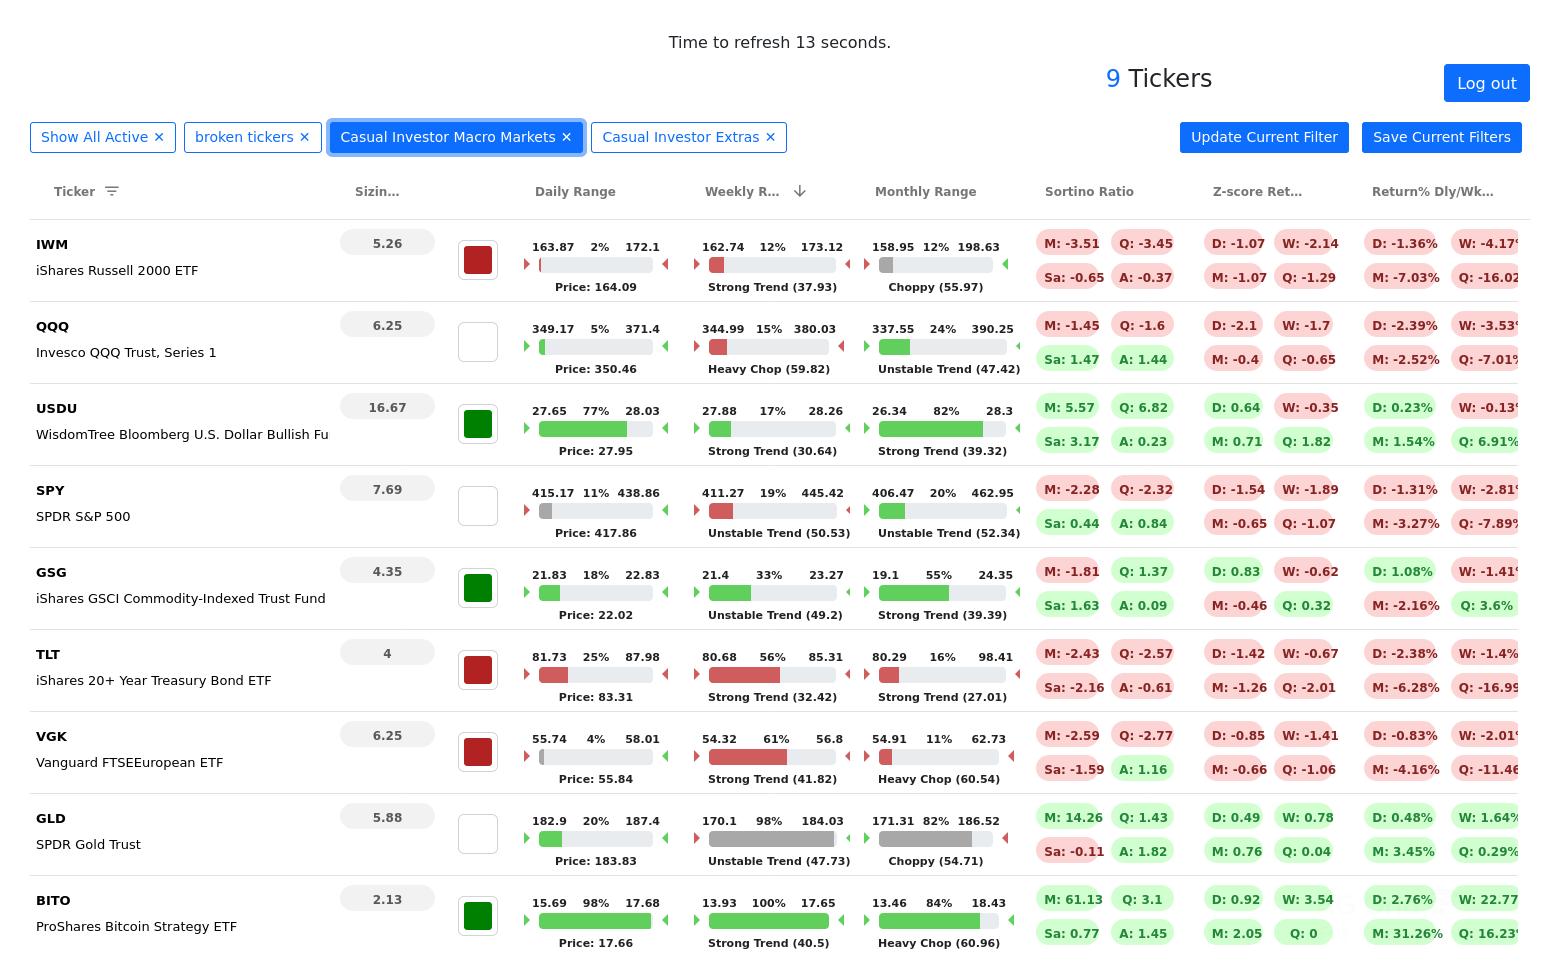 Time to refresh 13 seconds.
9 Tickers
Log out
Show All Active ✕ broken tickers ✕ Casual Investor Macro Markets ✕ Casual Investor Extras ✕ Update Current Filter Save Current Filters
Ticker Sizin... Daily Range Weekly R... Monthly Range Sortino Ratio Z-score Ret... Return% Dly/Wk...
IWM 5.26 163.87 2% 172.1 162.74 12% 173.12 158.95 12% 198.63 M: -3.51 Q: -3.45 D: -1.07 W: -2.14 D: -1.36% W: -4.17%
iShares Russell 2000 ETF Sa: -0.65 A: -0.37 M: -1.07 Q: -1.29 M: -7.03% Q: -16.02
Price: 164.09 Strong Trend (37.93) Choppy (55.97)
QQQ 6.25 349.17 5% 371.4 344.99 15% 380.03 337.55 24% 390.25 M: -1.45 Q: -1.6 D: -2.1 W: -1.7 D: -2.39% W: -3.53%
Invesco QQQ Trust, Series 1 Sa: 1.47 A: 1.44 M: -0.4 Q: -0.65 M: -2.52% Q: -7.01%
Price: 350.46 Heavy Chop (59.82) Unstable Trend (47.42)
USDU 16.67 27.65 77% 28.03 27.88 17% 28.26 26.34 82% 28.3 M: 5.57 Q: 6.82 D: 0.64 W: -0.35 D: 0.23% W: -0.13%
WisdomTree Bloomberg U.S. Dollar Bullish Fu Sa: 3.17 A: 0.23 M: 0.71 Q: 1.82 M: 1.54% Q: 6.91%
Price: 27.95 Strong Trend (30.64) Strong Trend (39.32)
SPY 7.69 415.17 11% 438.86 411.27 19% 445.42 406.47 20% 462.95 M: -2.28 Q: -2.32 D: -1.54 W: -1.89 D: -1.31% W: -2.81%
SPDR S&P 500 Sa: 0.44 A: 0.84 M: -0.65 Q: -1.07 M: -3.27% Q: -7.89%
Price: 417.86 Unstable Trend (50.53) Unstable Trend (52.34)
GSG 4.35 21.83 18% 22.83 21.4 33% 23.27 19.1 55% 24.35 M: -1.81 Q: 1.37 D: 0.83 W: -0.62 D: 1.08% W: -1.41%
iShares GSCI Commodity-Indexed Trust Fund Sa: 1.63 A: 0.09 M: -0.46 Q: 0.32 M: -2.16% Q: 3.6%
Price: 22.02 Unstable Trend (49.2) Strong Trend (39.39)
TLT 4 81.73 25% 87.98 80.68 56% 85.31 80.29 16% 98.41 M: -2.43 Q: -2.57 D: -1.42 W: -0.67 D: -2.38% W: -1.4%
iShares 20+ Year Treasury Bond ETF Sa: -2.16 A: -0.61 M: -1.26 Q: -2.01 M: -6.28% Q: -16.99
Price: 83.31 Strong Trend (32.42) Strong Trend (27.01)
VGK 6.25 55.74 4% 58.01 54.32 61% 56.8 54.91 11% 62.73 M: -2.59 Q: -2.77 D: -0.85 W: -1.41 D: -0.83% W: -2.01%
Vanguard FTSEEuropean ETF Sa: -1.59 A: 1.16 M: -0.66 Q: -1.06 M: -4.16% Q: -11.46
Price: 55.84 Strong Trend (41.82) Heavy Chop (60.54)
GLD 5.88 182.9 20% 187.4 170.1 98% 184.03 171.31 82% 186.52 M: 14.26 Q: 1.43 D: 0.49 W: 0.78 D: 0.48% W: 1.64%
SPDR Gold Trust Sa: -0.11 A: 1.82 M: 0.76 Q: 0.04 M: 3.45% Q: 0.29%
Price: 183.83 Unstable Trend (47.73) Choppy (54.71)
BITO 2.13 15.69 98% 17.68 13.93 100% 17.65 13.46 84% 18.43 M: 61.13 Q: 3.1 D: 0.92 W: 3.54 D: 2.76% W: 22.77
ProShares Bitcoin Strategy ETF Sa: 0.77 A: 1.45 M: 2.05 Q: 0 M: 31.26% Q: 16.23%
Price: 17.66 Strong Trend (40.5) Heavy Chop (60.96)